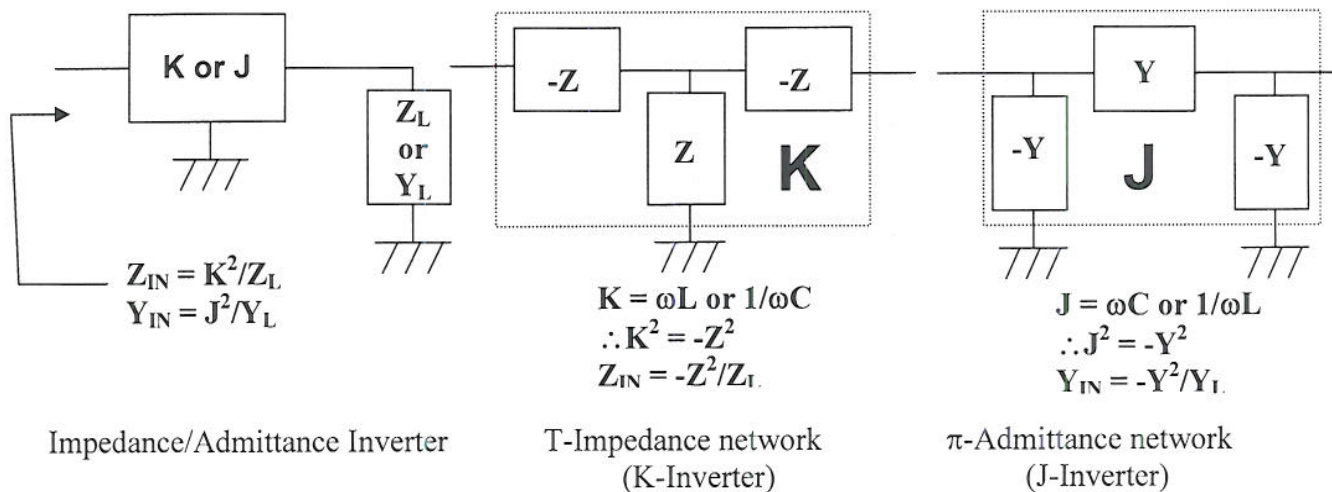 K or J
Z_L
or
Y_L
Z_IN = K²/Z_L
Y_IN = J²/Y_L
Impedance/Admittance Inverter
-Z
-Z
Z
K
K = ωL or 1/ωC
∴K² = -Z²
Z_IN = -Z²/Z_L
T-Impedance network
(K-Inverter)
Y
-Y
-Y
J
J = ωC or 1/ωL
∴J² = -Y²
Y_IN = -Y²/Y_L
π-Admittance network
(J-Inverter)